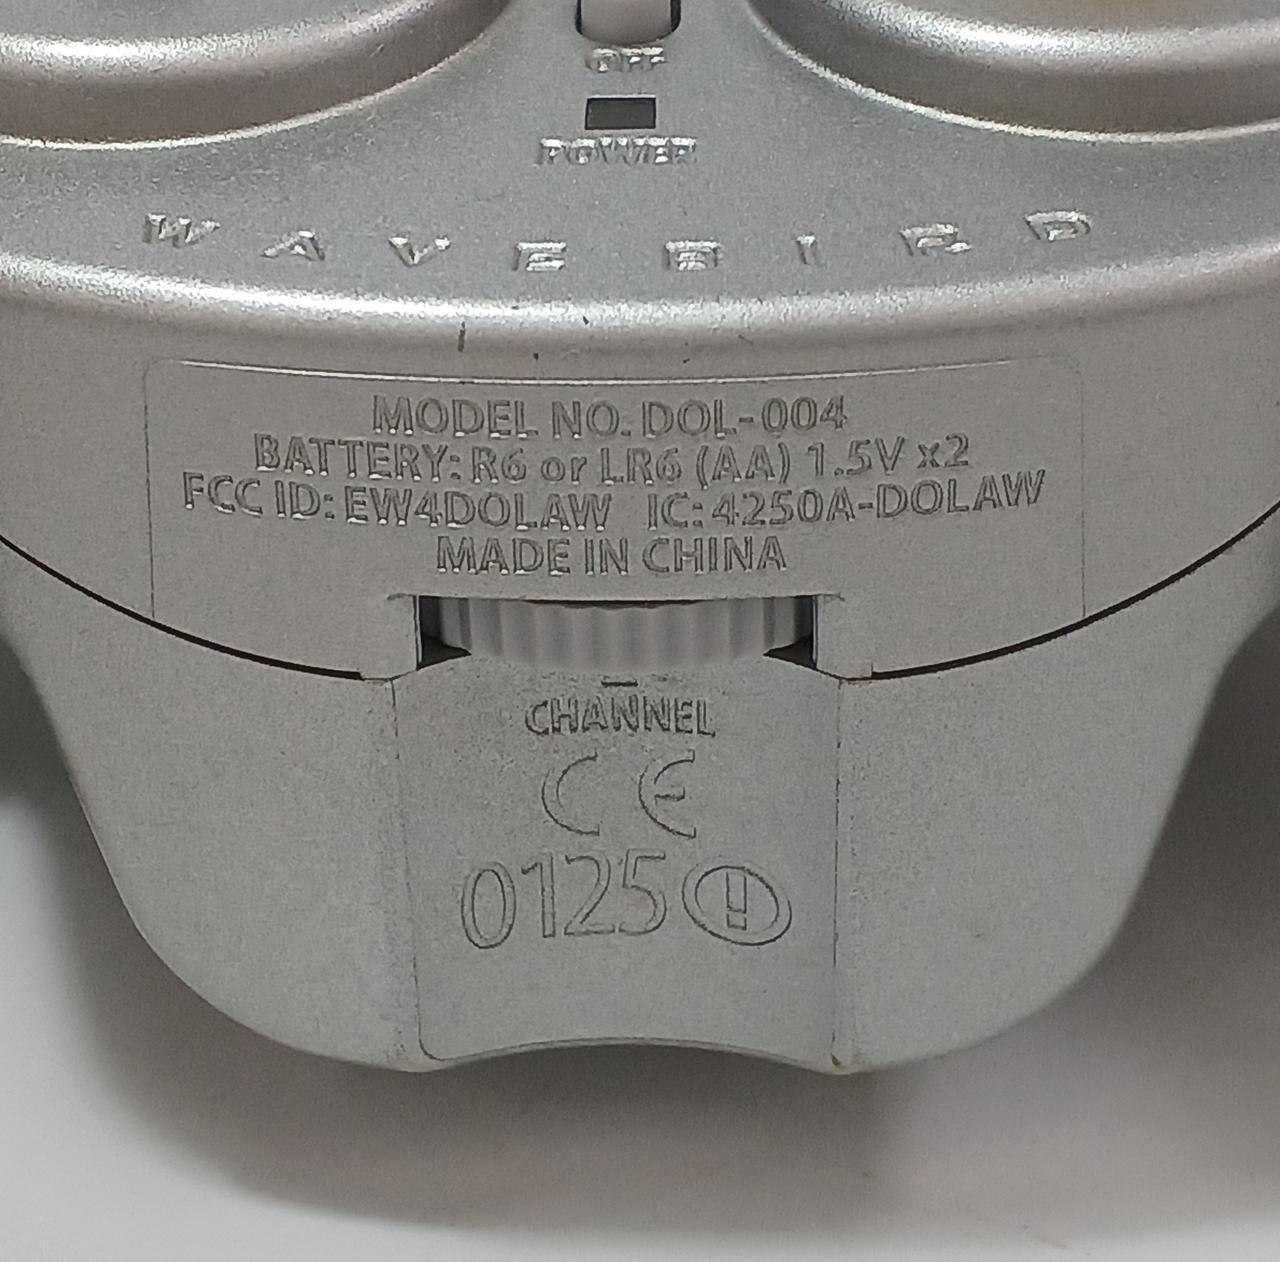 OFF
POWER
WAVEBIRD
MODEL NO. DOL-004
BATTERY: R6 or LR6 (AA) 1.5V x2
FCC ID: EW4DOLAW IC: 4250A-DOLAW
MADE IN CHINA
CHANNEL
CE
0125 !